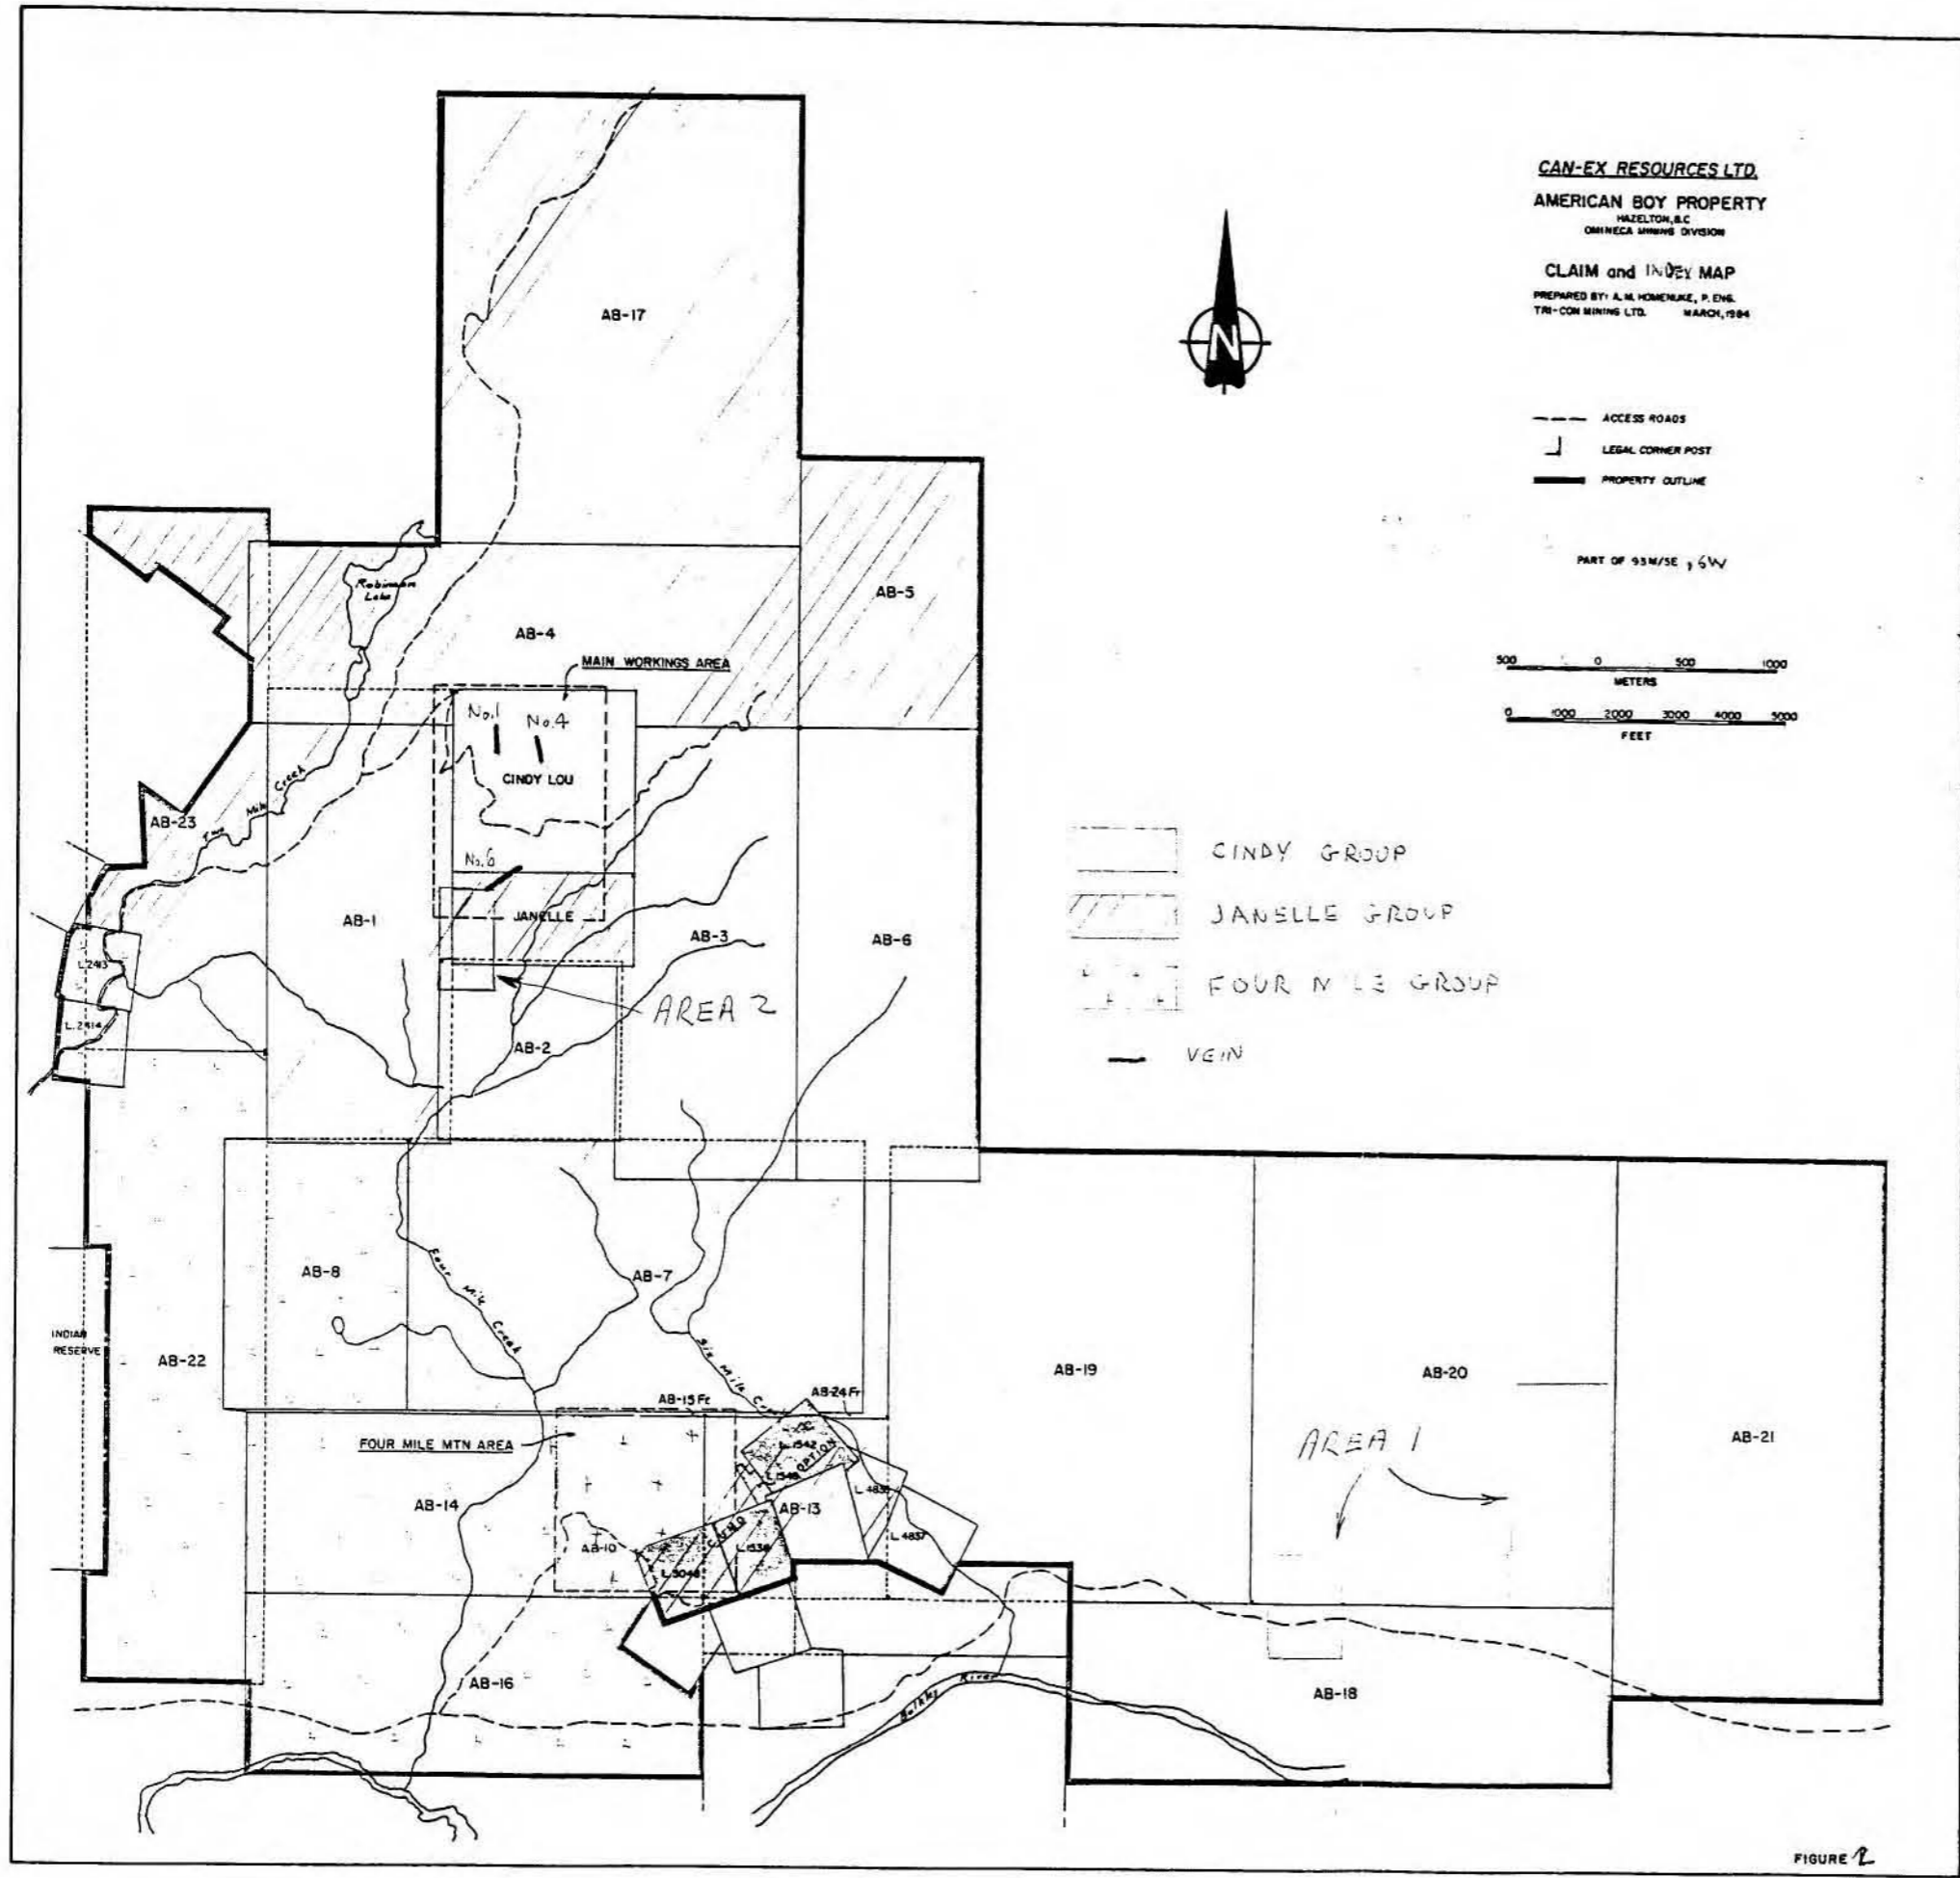 CAN-EX RESOURCES LTD.
AMERICAN BOY PROPERTY
HAZELTON, B.C
OMINECA MINING DIVISION
CLAIM and INDEX MAP
PREPARED BY: A. M. HOMENUKE, P. ENG.
TRI-CON MINING LTD. MARCH, 1984
N
ACCESS ROADS
LEGAL CORNER POST
PROPERTY OUTLINE
PART OF 93M/5E, 6W
500 0 500 1000
METERS
0 1000 2000 3000 4000 5000
FEET
CINDY GROUP
JANELLE GROUP
FOUR MILE GROUP
VEIN
AB-17
AB-5
Robinson
Lake
AB-4
MAIN WORKINGS AREA
No.1
No.4
CINDY LOU
Two Mile Creek
AB-23
No.6
JANELLE
AB-1
AB-3
AB-6
L.2413
L.2414
AREA 2
AB-2
AB-8
Four Mile Creek
AB-7
INDIAN
RESERVE
AB-22
Six Mile
AB-19
AB-20
AB-15 Fr
AB-24 Fr
FOUR MILE MTN AREA
L.1542
OPTION
AREA 1
AB-21
AB-14
AB-13
L.4837
AB-10
AB-16
Bulkley River
AB-18
FIGURE 2